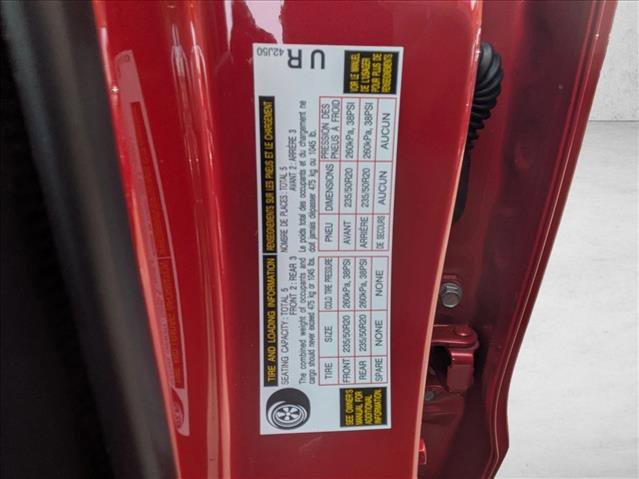 TIRE AND LOADING INFORMATION
SEATING CAPACITY: TOTAL 5
FRONT 2 : REAR 3
The combined weight of occupants and
cargo should never exceed 475 kg or 1045 lbs.
TIRE SIZE COLD TIRE PRESSURE
FRONT 235/50R20 260kPa, 38PSI
REAR 235/50R20 260kPa, 38PSI
SPARE NONE NONE
SEE OWNER'S
MANUAL FOR
ADDITIONAL
INFORMATION
RENSEIGNEMENTS SUR LES PNEUS ET LE CHARGEMENT
NOMBRE DE PLACES : TOTAL 5
AVANT 2 : ARRIÈRE 3
Le poids total des occupants et du chargement ne
doit jamais dépasser 475 kg ou 1045 lb.
PNEU DIMENSIONS PRESSION DES
PNEUS À FROID
AVANT 235/50R20 260kPa, 38PSI
ARRIÈRE 235/50R20 260kPa, 38PSI
DE SECOURS AUCUN AUCUN
VOIR LE MANUEL
DE L'USAGER
POUR PLUS DE
RENSEIGNEMENTS
42J50
UR